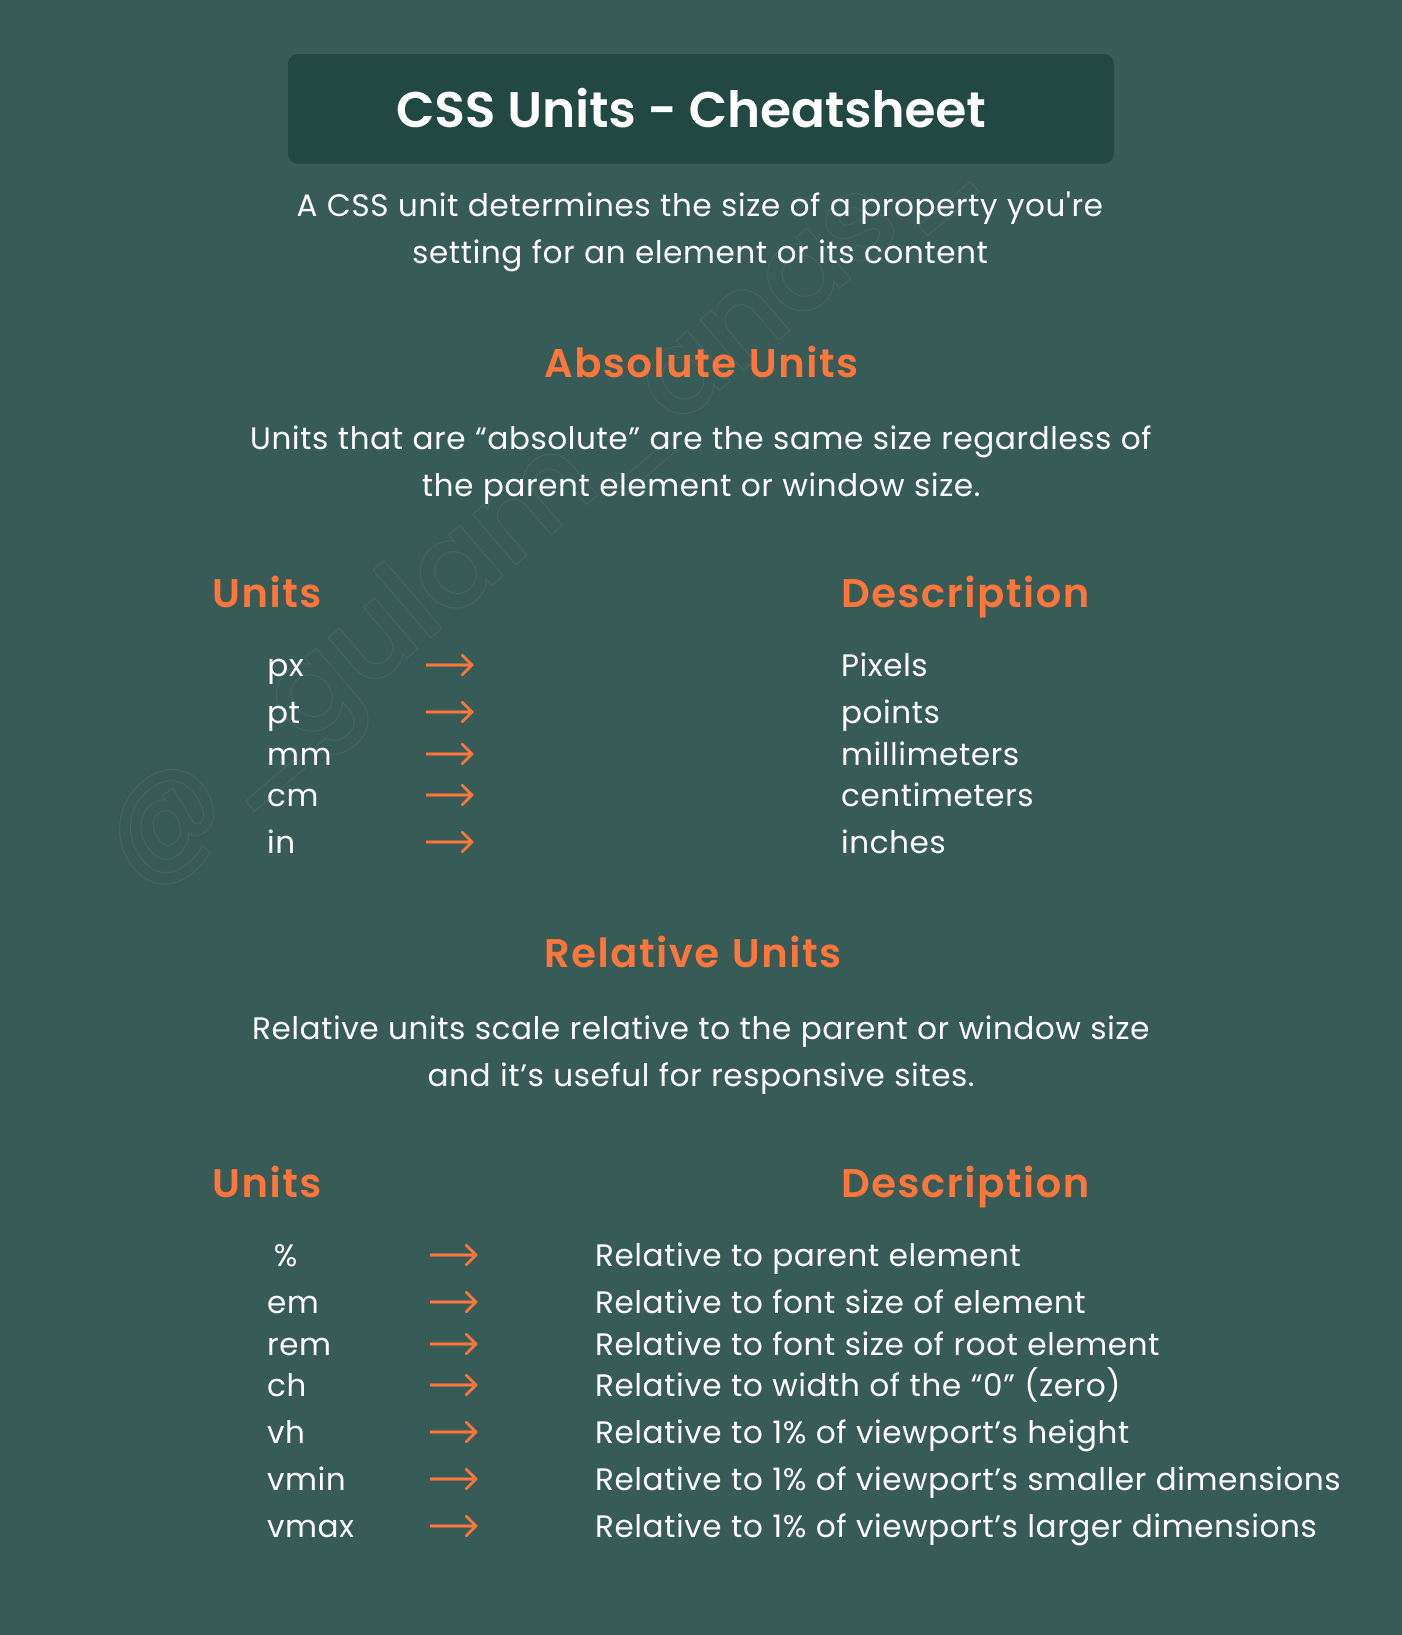 CSS Units - Cheatsheet
A CSS unit determines the size of a property you're
setting for an element or its content
Absolute Units
Units that are “absolute” are the same size regardless of
the parent element or window size.
Units Description
px → Pixels
pt → points
mm → millimeters
cm → centimeters
in → inches
Relative Units
Relative units scale relative to the parent or window size
and it’s useful for responsive sites.
Units Description
% → Relative to parent element
em → Relative to font size of element
rem → Relative to font size of root element
ch → Relative to width of the “0” (zero)
vh → Relative to 1% of viewport’s height
vmin → Relative to 1% of viewport’s smaller dimensions
vmax → Relative to 1% of viewport’s larger dimensions
@_gulam_anas_